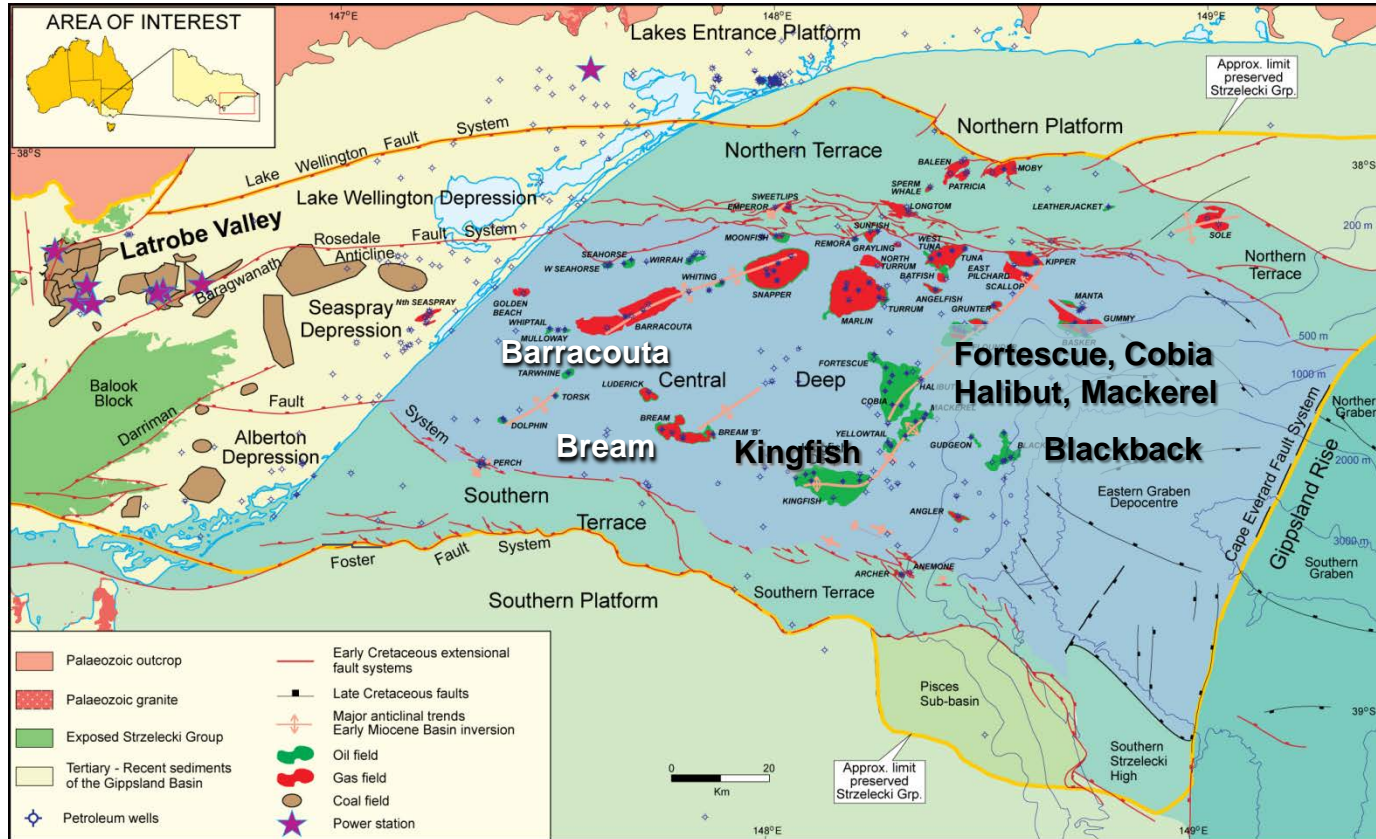 AREA OF INTEREST
147°E
148°E
149°E
Lakes Entrance Platform
Approx. limit
preserved
Strzelecki Grp.
38°S
38°S
Lake Wellington Fault System
Northern Platform
Northern Terrace
Lake Wellington Depression
BALEEN
MOBY
PATRICIA
SPERM
WHALE
SWEETLIPS
EMPEROR
LONGTOM
LEATHERJACKET
200 m
SOLE
Latrobe Valley
Rosedale Fault System
Anticline
Baragwanath
MOONFISH
SUNFISH
REMORA
GRAYLING
WEST
TUNA
TUNA
NORTH
TURRUM
BATFISH
EAST
PILCHARD
KIPPER
SCALLOP
Northern
Terrace
SEAHORSE
W SEAHORSE
WIRRAH
WHITING
SNAPPER
Seaspray
Depression
Nth SEASPRAY
GOLDEN
BEACH
WHIPTAIL
MULLOWAY
BARRACOUTA
MARLIN
TURRUM
ANGELFISH
GRUNTER
MANTA
GUMMY
BASKER
500 m
Barracouta
Fortescue, Cobia
Halibut, Mackerel
1000 m
Balook
Block
TARWHINE
LUDERICK
Central
Deep
FORTESCUE
HALIBUT
COBIA
MACKEREL
TORSK
DOLPHIN
BREAM
BREAM 'B'
YELLOWTAIL
GUDGEON
Darriman
Fault
System
Alberton
Depression
Bream
Kingfish
Blackback
Northern
Graben
2000 m
PERCH
KINGFISH
Eastern Graben
Depocentre
Cape Everard Fault System
Gippsland Rise
Southern
Terrace
ANGLER
3000 m
Southern
Graben
Foster Fault System
ARCHER
ANEMONE
Southern Platform
Southern Terrace
Pisces
Sub-basin
39°S
Southern
Strzelecki
High
Approx. limit
preserved
Strzelecki Grp.
0
20
Km
148°E
149°E
Palaeozoic outcrop
Palaeozoic granite
Exposed Strzelecki Group
Tertiary - Recent sediments
of the Gippsland Basin
Petroleum wells
Early Cretaceous extensional
fault systems
Late Cretaceous faults
Major anticlinal trends
Early Miocene Basin inversion
Oil field
Gas field
Coal field
Power station